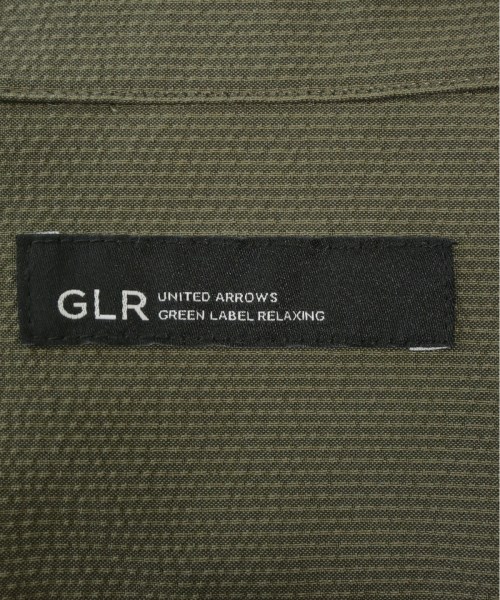 GLR
UNITED ARROWS
GREEN LABEL RELAXING